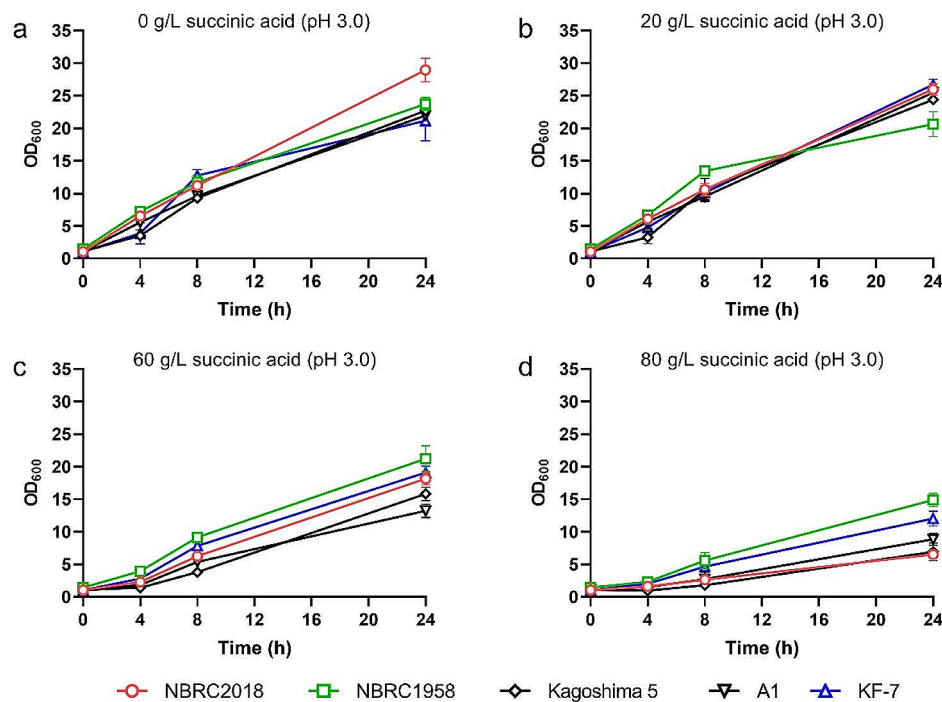 a 0 g/L succinic acid (pH 3.0)
35
30
25
20
15
10
5
0
OD600
0 4 8 12 16 20 24
Time (h)
b 20 g/L succinic acid (pH 3.0)
35
30
25
20
15
10
5
0
OD600
0 4 8 12 16 20 24
Time (h)
c 60 g/L succinic acid (pH 3.0)
35
30
25
20
15
10
5
0
OD600
0 4 8 12 16 20 24
Time (h)
d 80 g/L succinic acid (pH 3.0)
35
30
25
20
15
10
5
0
OD600
0 4 8 12 16 20 24
Time (h)
NBRC2018 NBRC1958 Kagoshima 5 A1 KF-7